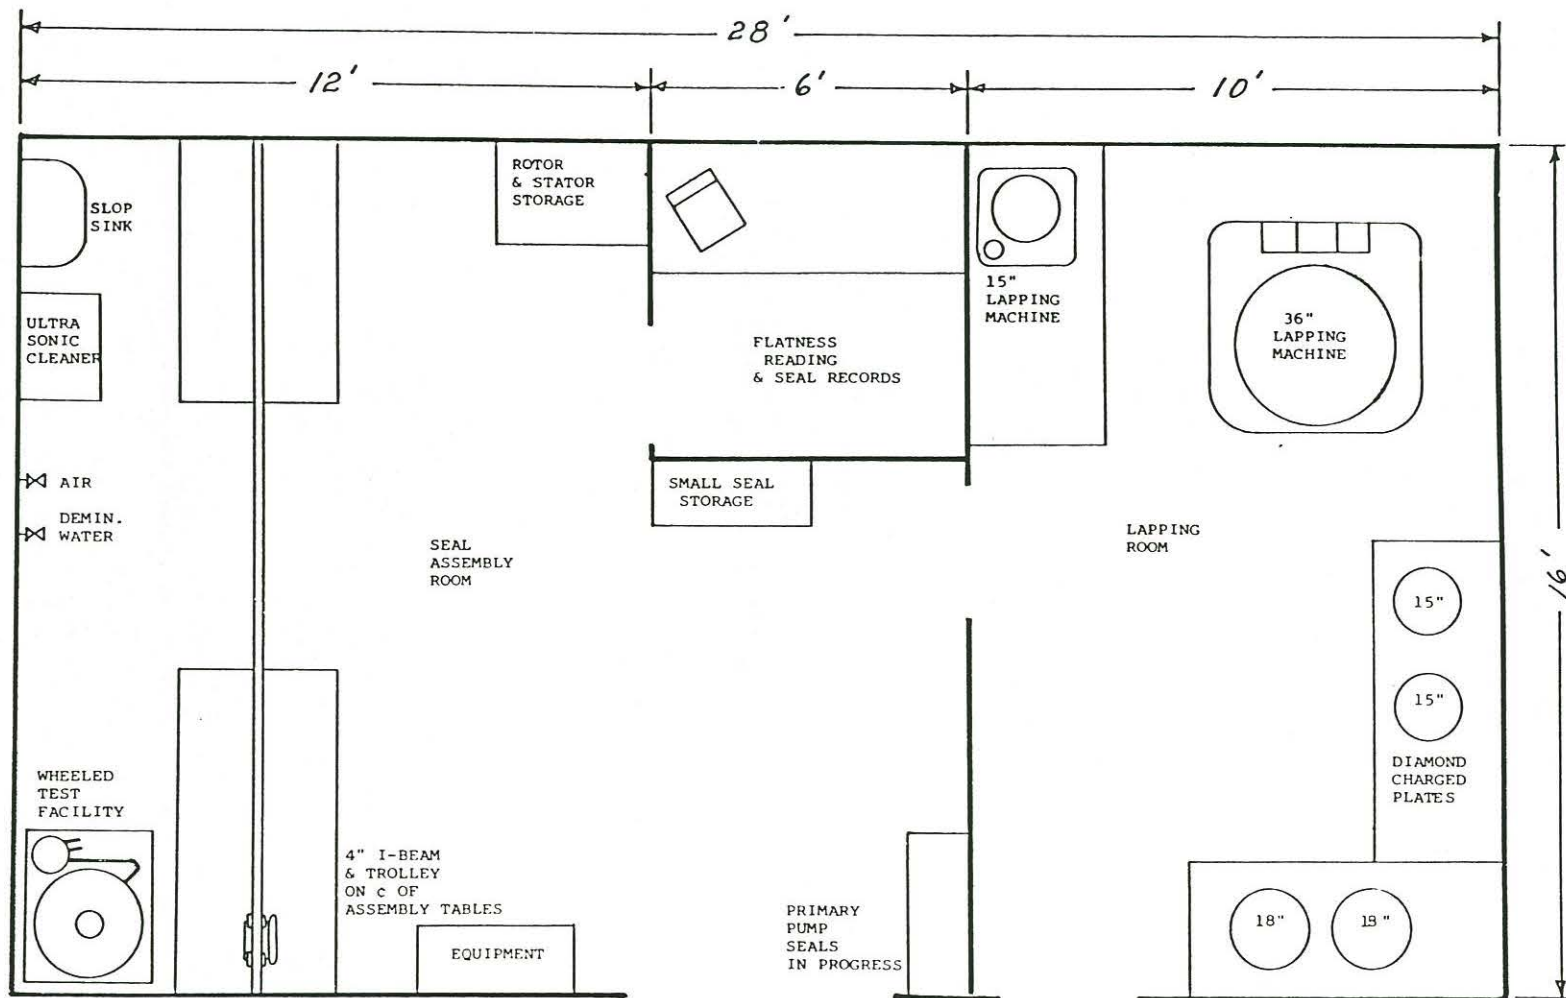 28'
12'
6'
10'
16'
SLOP
SINK
ULTRA
SONIC
CLEANER
AIR
DEMIN.
WATER
WHEELED
TEST
FACILITY
4" I-BEAM
& TROLLEY
ON c OF
ASSEMBLY TABLES
EQUIPMENT
SEAL
ASSEMBLY
ROOM
ROTOR
& STATOR
STORAGE
FLATNESS
READING
& SEAL RECORDS
SMALL SEAL
STORAGE
PRIMARY
PUMP
SEALS
IN PROGRESS
15"
LAPPING
MACHINE
36"
LAPPING
MACHINE
LAPPING
ROOM
15"
15"
DIAMOND
CHARGED
PLATES
18"
18"